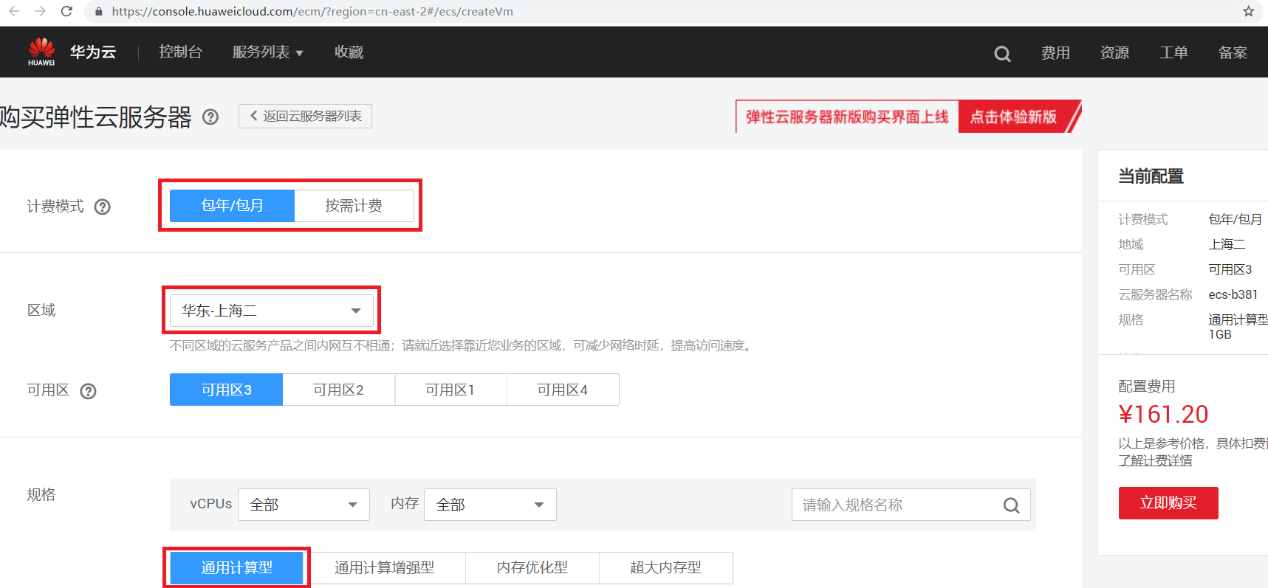 https://console.huaweicloud.com/ecm/?region=cn-east-2#/ecs/createVm
HUAWEI 华为云 控制台 服务列表 收藏 费用 资源 工单 备案
购买弹性云服务器 ? 返回云服务器列表 弹性云服务器新版购买界面上线 点击体验新版
计费模式 ? 包年/包月 按需计费
区域 华东-上海二
不同区域的云服务产品之间内网互不相通；请就近选择靠近您业务的区域，可减少网络时延，提高访问速度。
可用区 ? 可用区3 可用区2 可用区1 可用区4
规格 vCPUs 全部 内存 全部 请输入规格名称
通用计算型 通用计算增强型 内存优化型 超大内存型
当前配置
计费模式 包年/包月
地域 上海二
可用区 可用区3
云服务器名称 ecs-b381
规格 通用计算型
1GB
配置费用
¥161.20
以上是参考价格，具体扣费
了解计费详情
立即购买